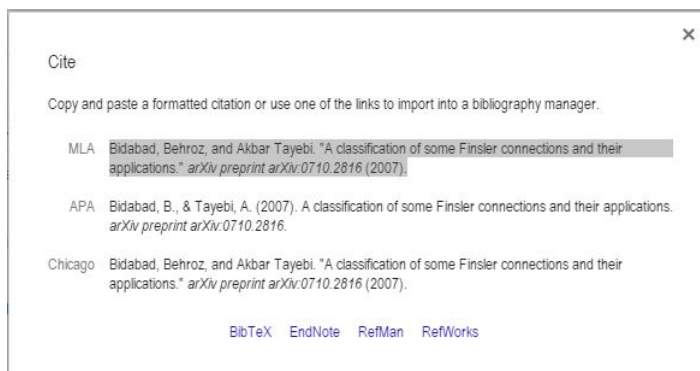 Cite
Copy and paste a formatted citation or use one of the links to import into a bibliography manager.
MLA Bidabad, Behroz, and Akbar Tayebi. "A classification of some Finsler connections and their
applications." arXiv preprint arXiv:0710.2816 (2007).
APA Bidabad, B., & Tayebi, A. (2007). A classification of some Finsler connections and their applications.
arXiv preprint arXiv:0710.2816.
Chicago Bidabad, Behroz, and Akbar Tayebi. "A classification of some Finsler connections and their
applications." arXiv preprint arXiv:0710.2816 (2007).
BibTeX EndNote RefMan RefWorks